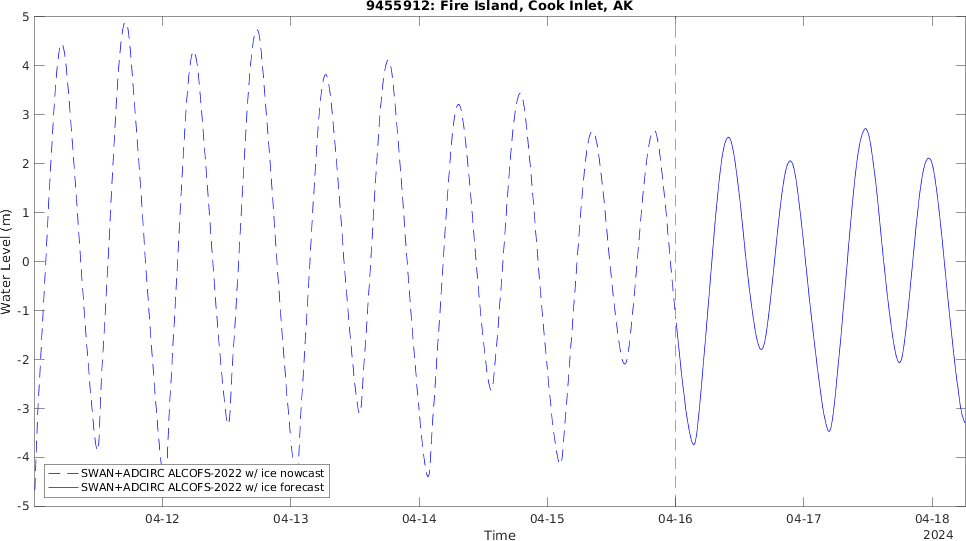 9455912: Fire Island, Cook Inlet, AK
5
4
3
2
1
0
-1
-2
-3
-4
-5
Water Level (m)
SWAN+ADCIRC ALCOFS-2022 w/ ice nowcast
SWAN+ADCIRC ALCOFS-2022 w/ ice forecast
04-12 04-13 04-14 04-15 04-16 04-17 04-18
Time
2024